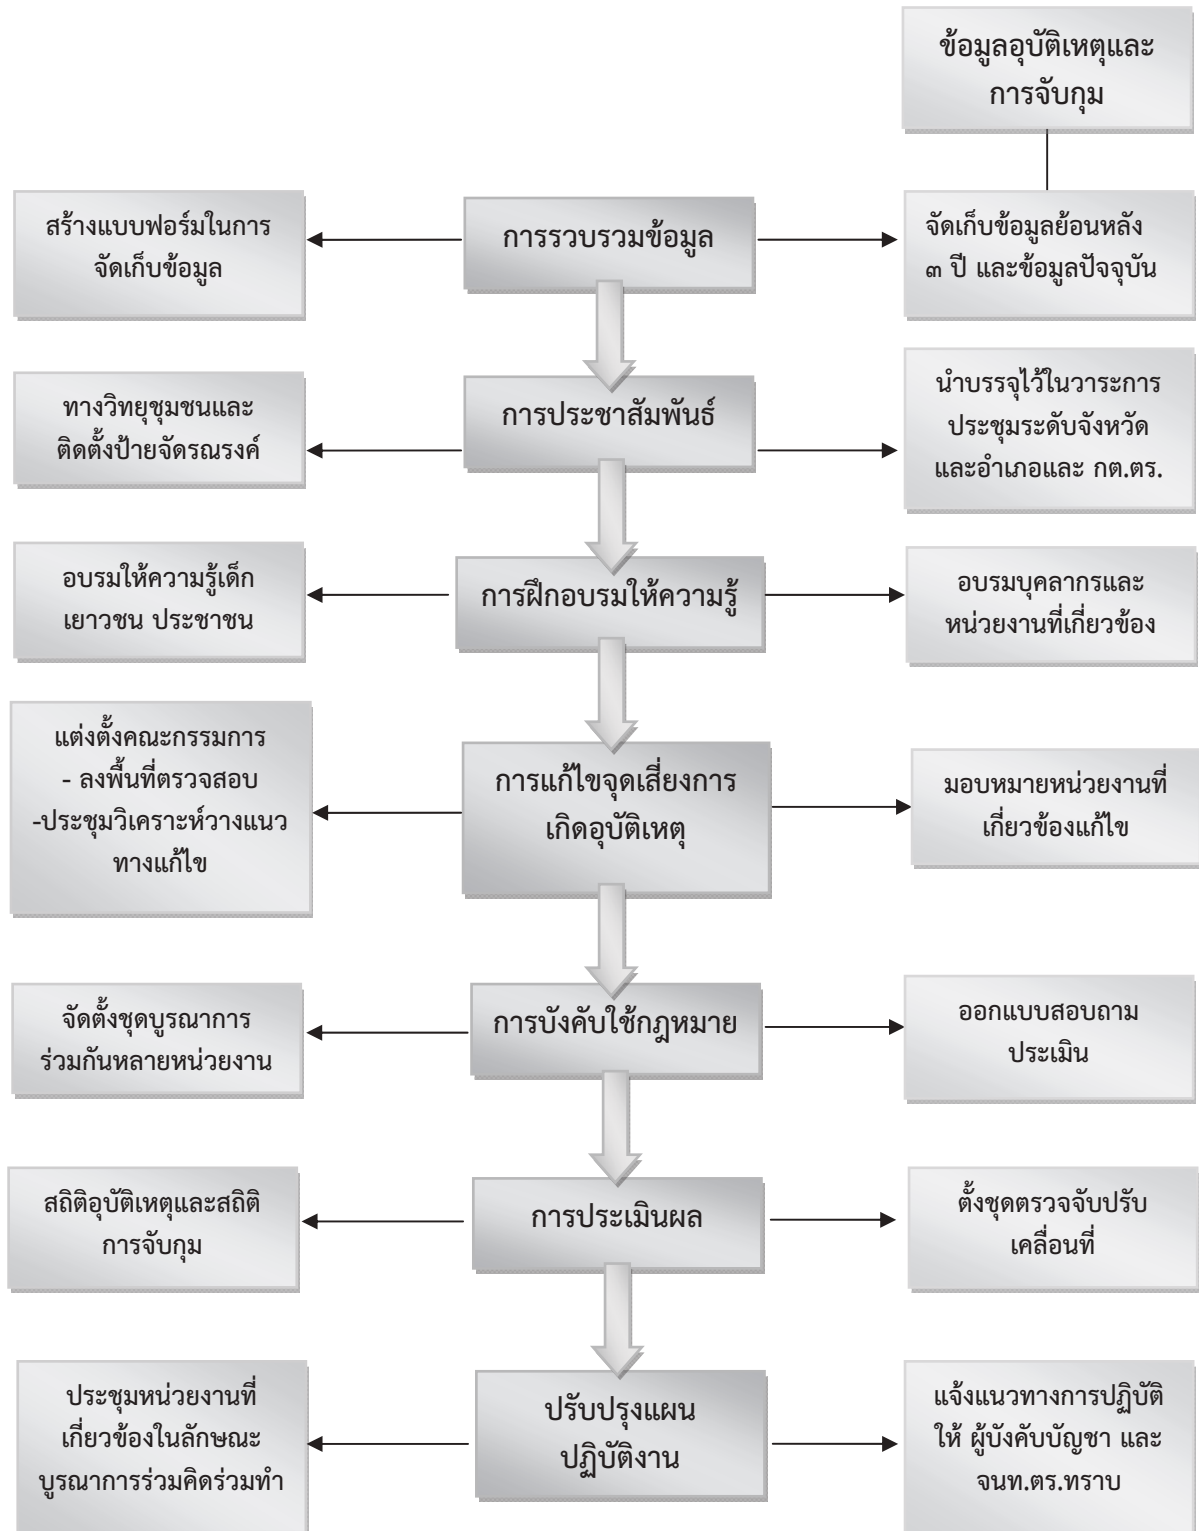 ข้อมูลอุบัติเหตุและ
การจับกุม
สร้างแบบฟอร์มในการ
จัดเก็บข้อมูล
การรวบรวมข้อมูล
จัดเก็บข้อมูลย้อนหลัง
๓ ปี และข้อมูลปัจจุบัน
ทางวิทยุชุมชนและ
ติดตั้งป้ายจัดรณรงค์
การประชาสัมพันธ์
นำบรรจุไว้ในวาระการ
ประชุมระดับจังหวัด
และอำเภอและ กต.ตร.
อบรมให้ความรู้เด็ก
เยาวชน ประชาชน
การฝึกอบรมให้ความรู้
อบรมบุคลากรและ
หน่วยงานที่เกี่ยวข้อง
แต่งตั้งคณะกรรมการ
- ลงพื้นที่ตรวจสอบ
-ประชุมวิเคราะห์วางแนว
ทางแก้ไข
การแก้ไขจุดเสี่ยงการ
เกิดอุบัติเหตุ
มอบหมายหน่วยงานที่
เกี่ยวข้องแก้ไข
จัดตั้งชุดบูรณาการ
ร่วมกันหลายหน่วยงาน
การบังคับใช้กฎหมาย
ออกแบบสอบถาม
ประเมิน
สถิติอุบัติเหตุและสถิติ
การจับกุม
การประเมินผล
ตั้งชุดตรวจจับปรับ
เคลื่อนที่
ประชุมหน่วยงานที่
เกี่ยวข้องในลักษณะ
บูรณาการร่วมคิดร่วมทำ
ปรับปรุงแผน
ปฏิบัติงาน
แจ้งแนวทางการปฏิบัติ
ให้ ผู้บังคับบัญชา และ
จนท.ตร.ทราบ